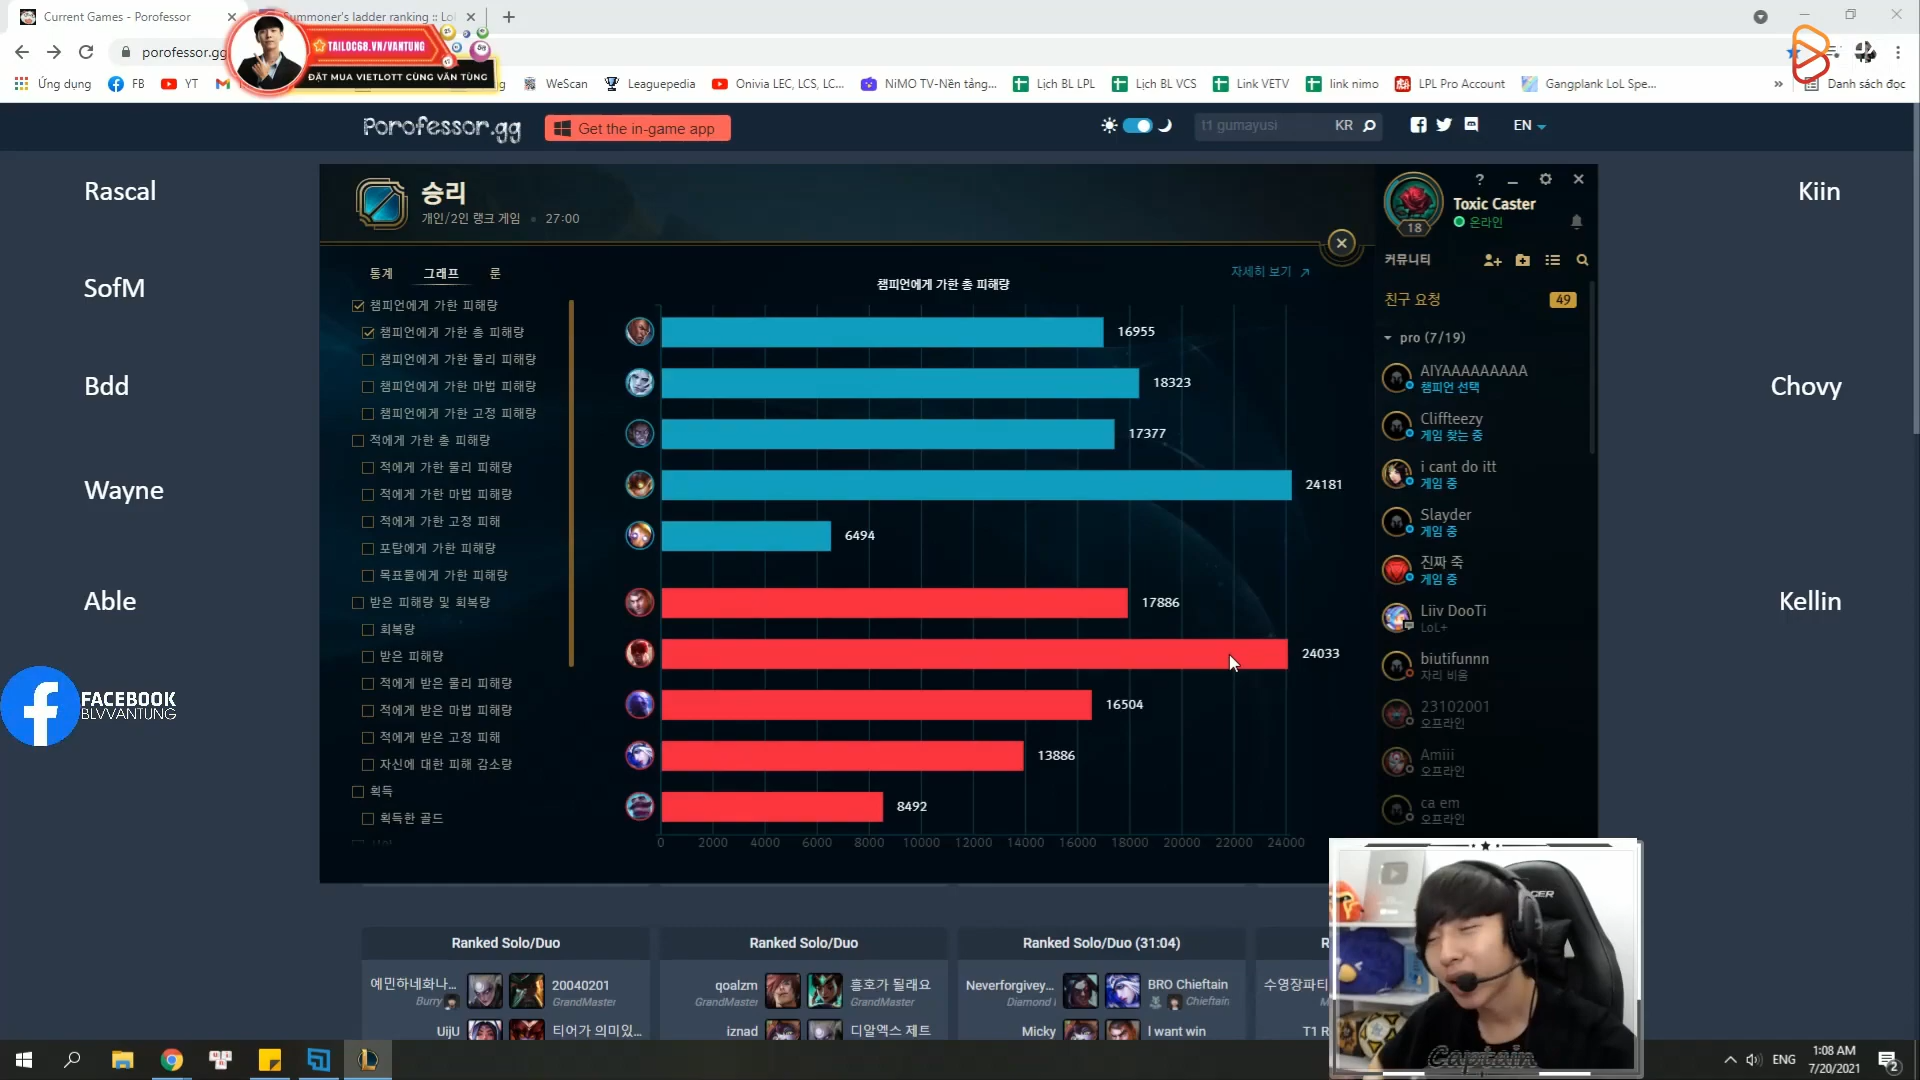 Current Games - Porofessor
Summoner's ladder ranking :: Lo
porofessor.gg
TAILOC68.VN/VANTUNG
ĐẶT MUA VIETLOTT CÙNG VĂN TÙNG
Ứng dụng
FB
YT
WeScan
Leaguepedia
Onivia LEC, LCS, LC...
NiMO TV-Nền tảng...
Lịch BL LPL
Lịch BL VCS
Link VETV
link nimo
LPL Pro Account
Gangplank LoL Spe...
»
Danh sách đọc
Porofessor.gg
Get the in-game app
t1 gumayusi
KR
EN
Rascal
SofM
Bdd
Wayne
Able
FACEBOOK
BLVVANTUNG
Kiin
Chovy
Kellin
승리
개인/2인 랭크 게임 • 27:00
통계
그래프
룬
챔피언에게 가한 피해량
챔피언에게 가한 총 피해량
챔피언에게 가한 물리 피해량
챔피언에게 가한 마법 피해량
챔피언에게 가한 고정 피해량
적에게 가한 총 피해량
적에게 가한 물리 피해량
적에게 가한 마법 피해량
적에게 가한 고정 피해
포탑에게 가한 피해량
목표물에게 가한 피해량
받은 피해량 및 회복량
회복량
받은 피해량
적에게 받은 물리 피해량
적에게 받은 마법 피해량
적에게 받은 고정 피해
자신에 대한 피해 감소량
획득
획득한 골드
챔피언에게 가한 총 피해량
자세히 보기
16955
18323
17377
24181
6494
17886
24033
16504
13886
8492
0 2000 4000 6000 8000 10000 12000 14000 16000 18000 20000 22000 24000
?
Toxic Caster
온라인
18
커뮤니티
친구 요청
49
pro (7/19)
AIYAAAAAAAAA
챔피언 선택
Cliffteezy
게임 찾는 중
i cant do itt
게임 중
Slayder
게임 중
진짜 죽
게임 중
Liiv DooTi
LoL+
biutifunnn
자리 비움
23102001
오프라인
Amiii
오프라인
ca em
오프라인
Ranked Solo/Duo
예민하네화나...
Burry
20040201
GrandMaster
UijU
티어가 의미있...
Ranked Solo/Duo
qoalzm
GrandMaster
흥호가 될래요
GrandMaster
iznad
디알엑스 제트
Ranked Solo/Duo (31:04)
Neverforgivey...
Diamond I
BRO Chieftain
Chieftain
Micky
I want win
수영장파티
T1 R
Captain
ENG
1:08 AM
7/20/2021
2